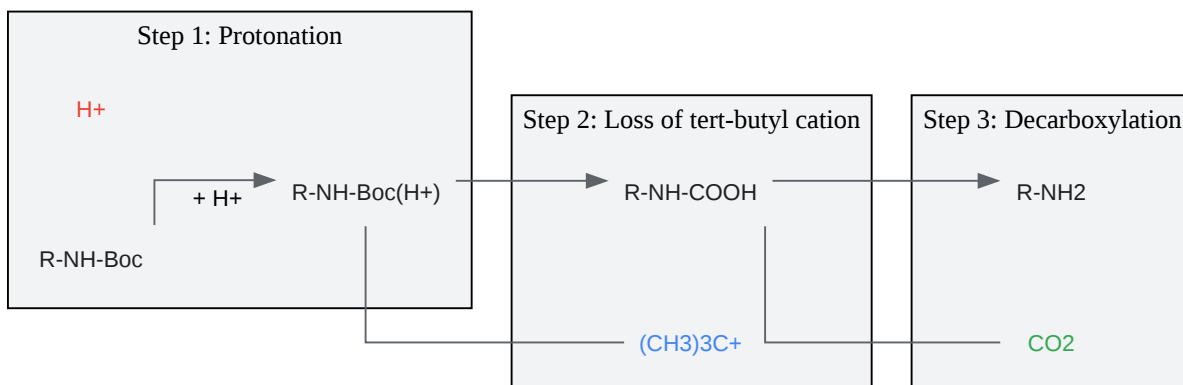 Step 1: Protonation
H+
+ H+
R-NH-Boc(H+)
R-NH-Boc
Step 2: Loss of tert-butyl cation
R-NH-COOH
(CH3)3C+
Step 3: Decarboxylation
R-NH2
CO2